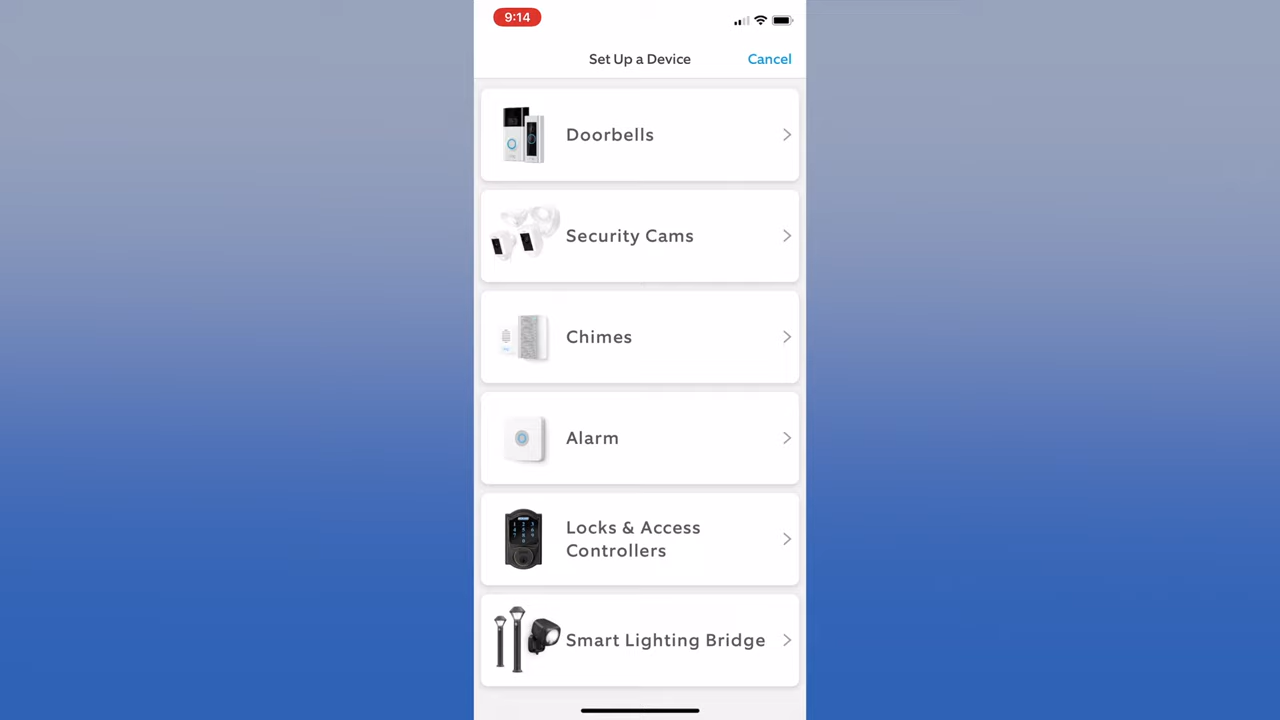 9:14
Set Up a Device
Cancel
Doorbells
Security Cams
Chimes
Alarm
Locks & Access
Controllers
Smart Lighting Bridge